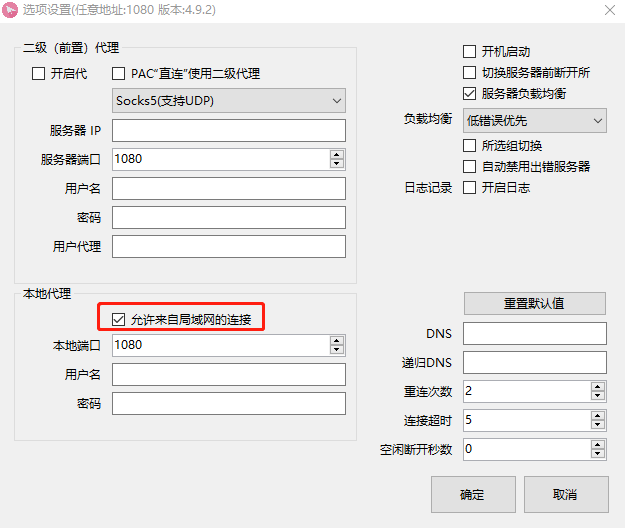 选项设置(任意地址:1080 版本:4.9.2)
二级（前置）代理
开启代
PAC"直连"使用二级代理
Socks5(支持UDP)
服务器 IP
服务器端口 1080
用户名
密码
用户代理
本地代理
允许来自局域网的连接
本地端口 1080
用户名
密码
开机启动
切换服务器前断开所
服务器负载均衡
负载均衡 低错误优先
所选组切换
自动禁用出错服务器
日志记录 开启日志
重置默认值
DNS
递归DNS
重连次数 2
连接超时 5
空闲断开秒数 0
确定
取消